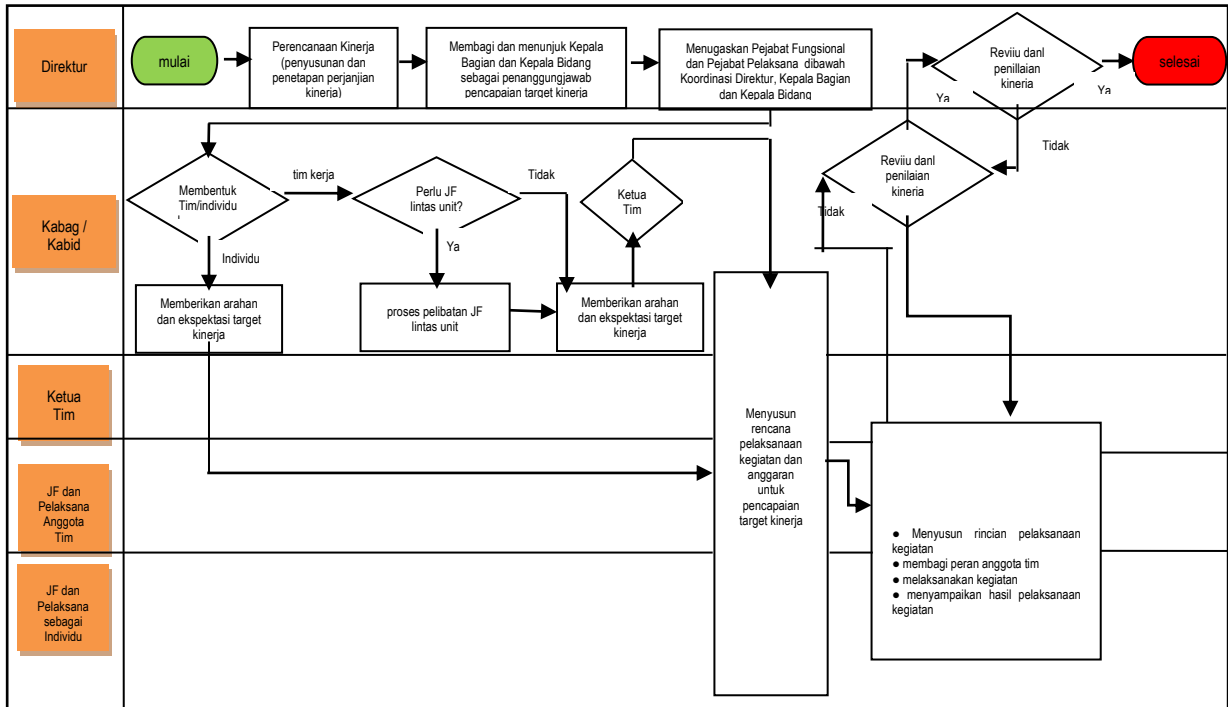 Direktur
mulai
Perencanaan Kinerja
(penyusunan dan
penetapan perjanjian
kinerja)
Membagi dan menunjuk Kepala
Bagian dan Kepala Bidang
sebagai penanggungjawab
pencapaian target kinerja
Menugaskan Pejabat Fungsional
dan Pejabat Pelaksana dibawah
Koordinasi Direktur, Kepala Bagian
dan Kepala Bidang
Reviiu danl
penillaian
kineria
selesai
Ya
Ya
Tidak
Kabag /
Kabid
Membentuk
Tim/individu
tim kerja
Perlu JF
lintas unit?
Tidak
Ketua
Tim
Reviiu danl
penilaian
kineria
Tidak
Individu
Ya
Memberikan arahan
dan ekspektasi target
kinerja
proses pelibatan JF
lintas unit
Memberikan arahan
dan ekspektasi target
kinerja
Ketua
Tim
Menyusun
rencana
pelaksanaan
kegiatan dan
anggaran
untuk
pencapaian
target kinerja
JF dan
Pelaksana
Anggota
Tim
● Menyusun rincian pelaksanaan
kegiatan
● membagi peran anggota tim
● melaksanakan kegiatan
● menyampaikan hasil pelaksanaan
kegiatan
JF dan
Pelaksana
sebagai
Individu